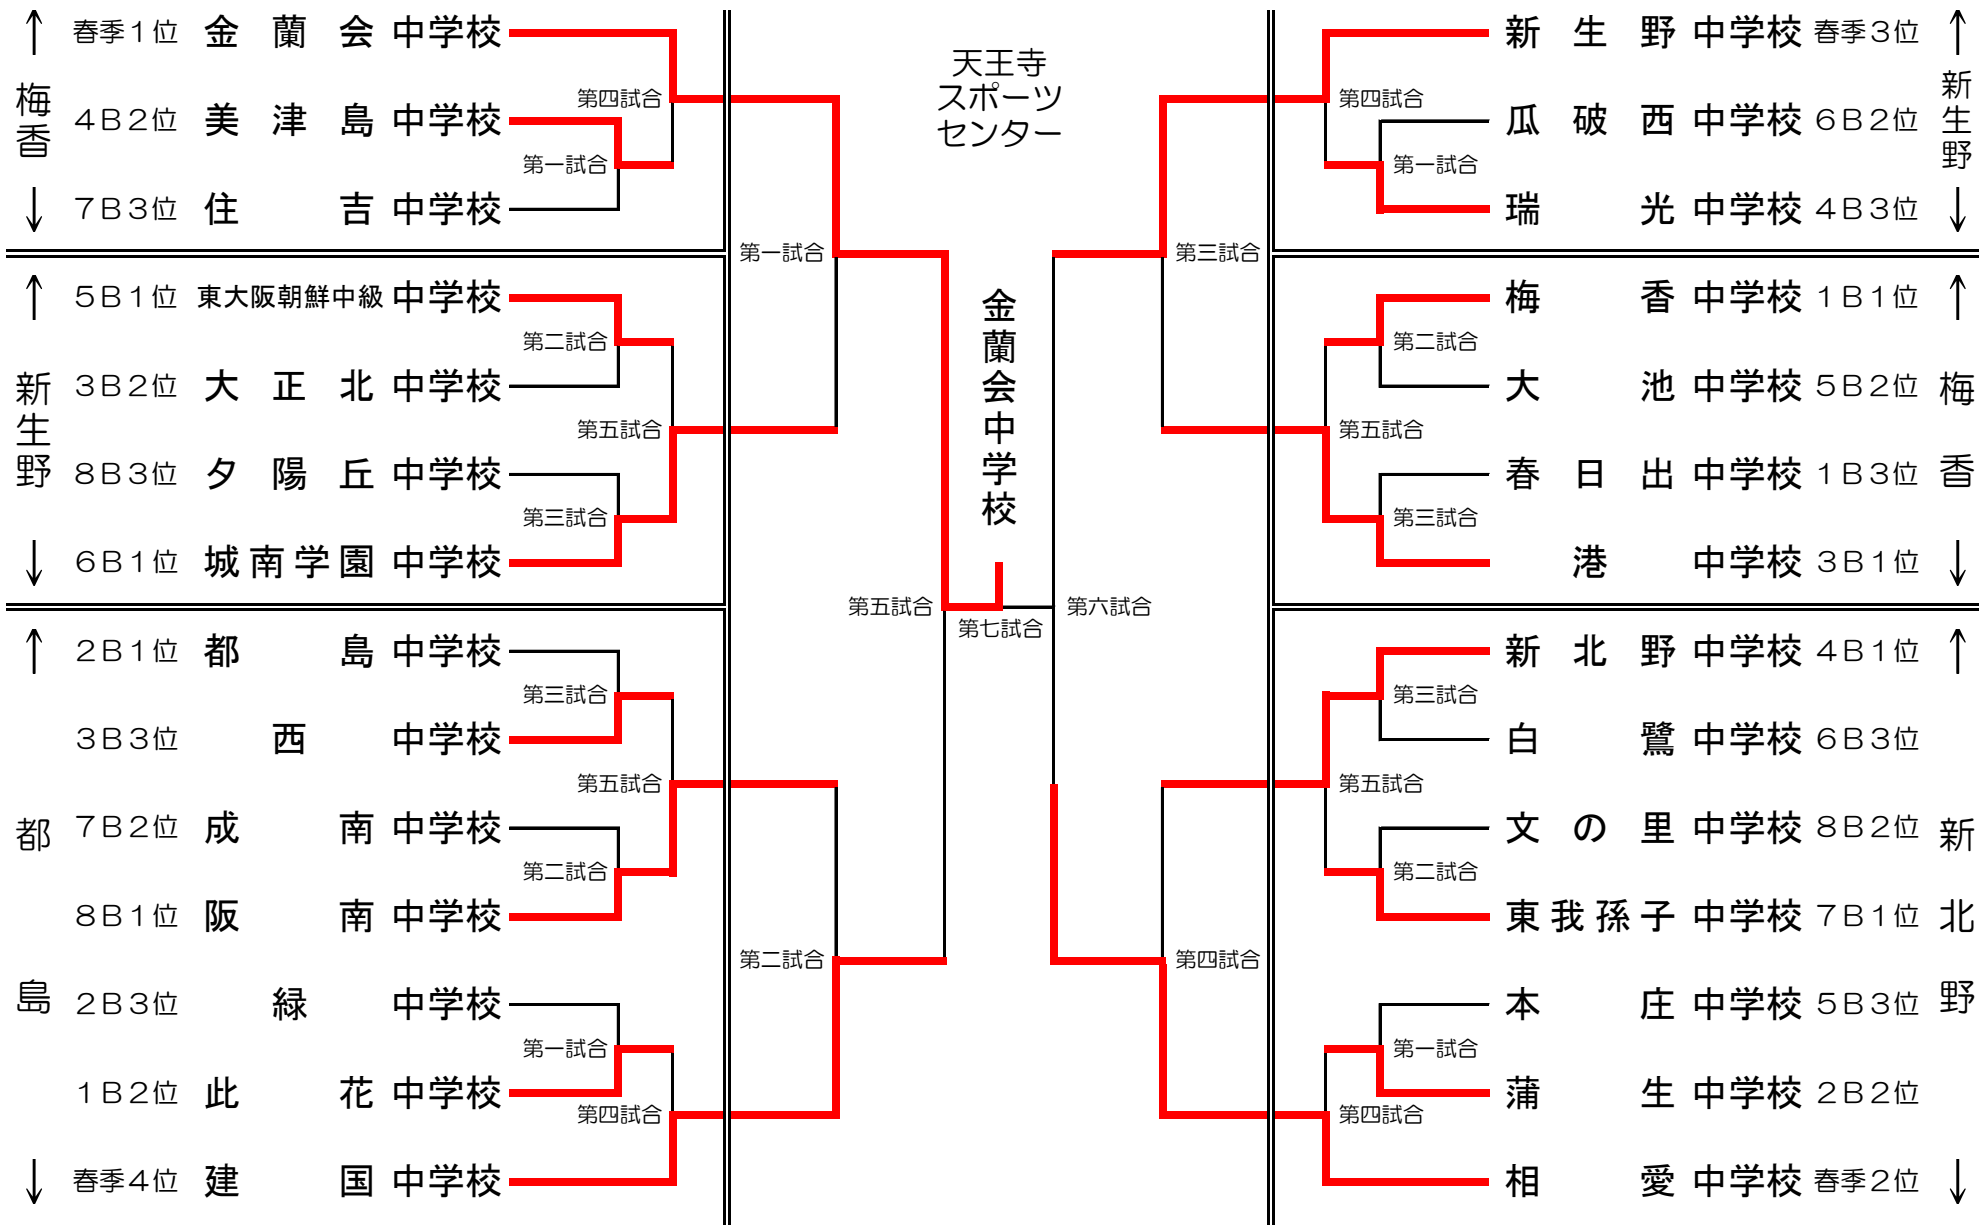 春季1位 金蘭会 中学校
4B2位 美津島 中学校
7B3位 住吉 中学校
梅香
第四試合
第一試合
5B1位 東大阪朝鮮中級 中学校
3B2位 大正北 中学校
8B3位 夕陽丘 中学校
6B1位 城南学園 中学校
新生野
第二試合
第五試合
第三試合
2B1位 都島 中学校
3B3位 西 中学校
7B2位 成南 中学校
8B1位 阪南 中学校
2B3位 緑 中学校
1B2位 此花 中学校
春季4位 建国 中学校
都島
第三試合
第五試合
第二試合
第一試合
第四試合
天王寺
スポーツ
センター
第一試合
第三試合
金蘭会中学校
第五試合
第七試合
第六試合
第二試合
第四試合
新生野 中学校 春季3位
瓜破西 中学校 6B2位
瑞光 中学校 4B3位
新生野
第四試合
第一試合
梅香 中学校 1B1位
大池 中学校 5B2位
春日出 中学校 1B3位
港 中学校 3B1位
梅香
第二試合
第五試合
第三試合
新北野 中学校 4B1位
白鷺 中学校 6B3位
文の里 中学校 8B2位
東我孫子 中学校 7B1位
本庄 中学校 5B3位
蒲生 中学校 2B2位
相愛 中学校 春季2位
新北野
第三試合
第五試合
第二試合
第一試合
第四試合